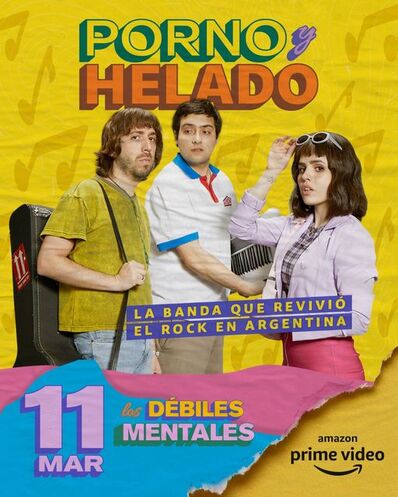 PORNO y
HELADO
LA BANDA QUE REVIVIÓ
EL ROCK EN ARGENTINA
11
MAR
los DÉBILES
MENTALES
amazon
prime video